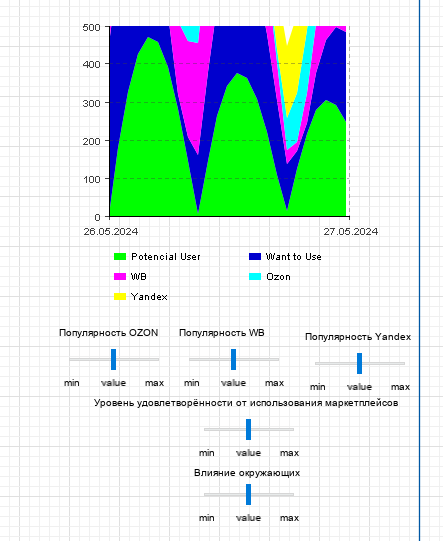 500
400
300
200
100
0
26.05.2024 27.05.2024
Potencial User Want to Use
WB Ozon
Yandex
Популярность OZON Популярность WB Популярность Yandex
min value max min value max min value max
Уровень удовлетворённости от использования маркетплейсов
min value max
Влияние окружающих
min value max